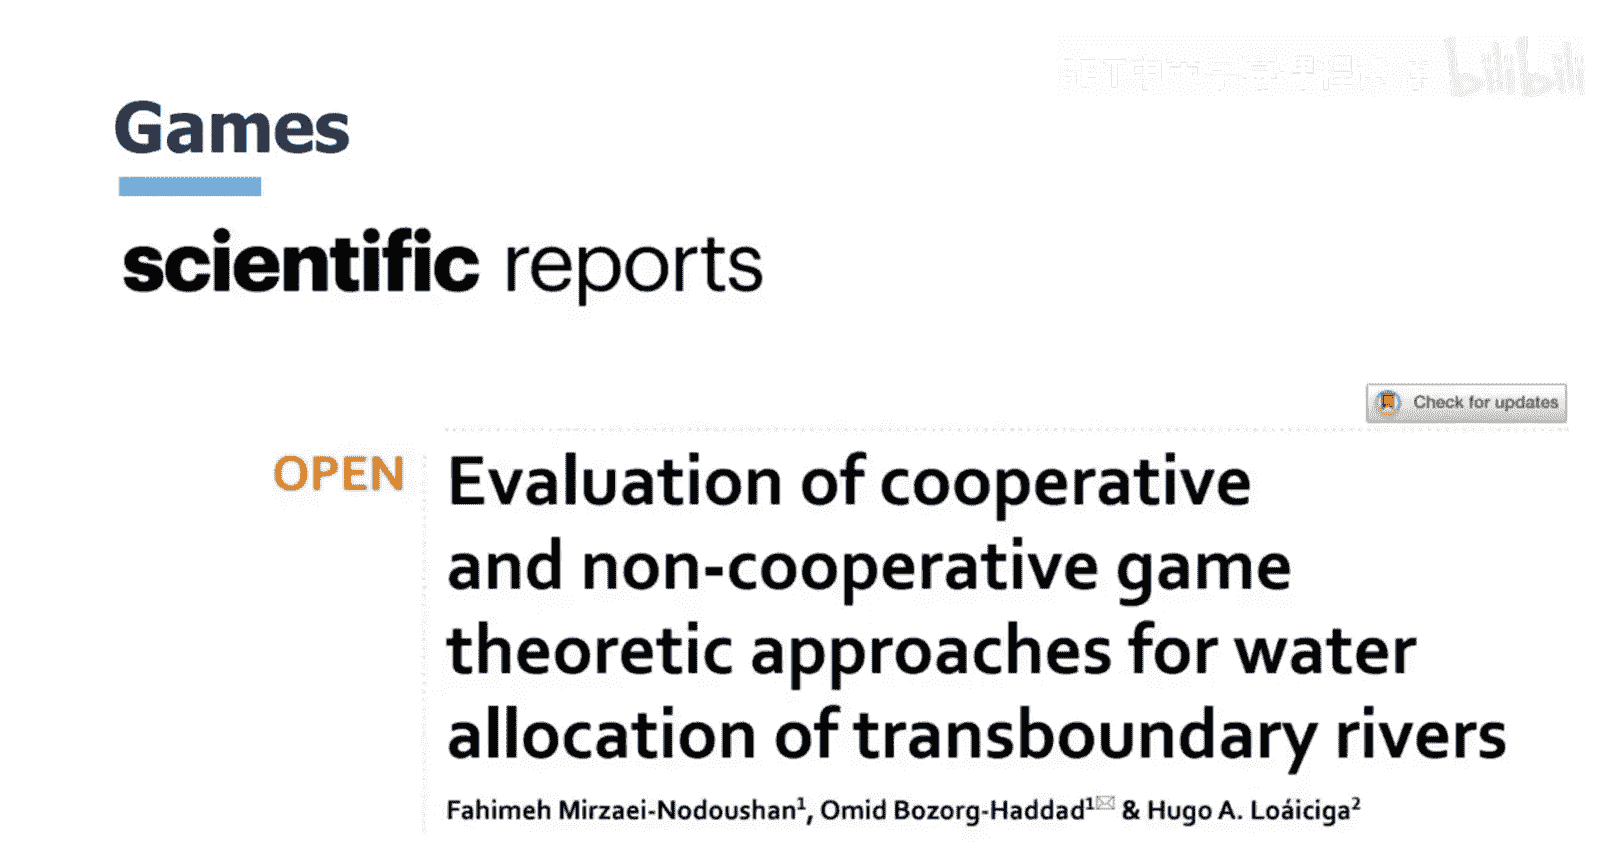 bilibili
Games
scientific reports
Check for updates
OPEN
Evaluation of cooperative
and non-cooperative game
theoretic approaches for water
allocation of transboundary rivers
Fahimeh Mirzaei-Nodoushan¹, Omid Bozorg-Haddad¹✉ & Hugo A. Loáiciga²